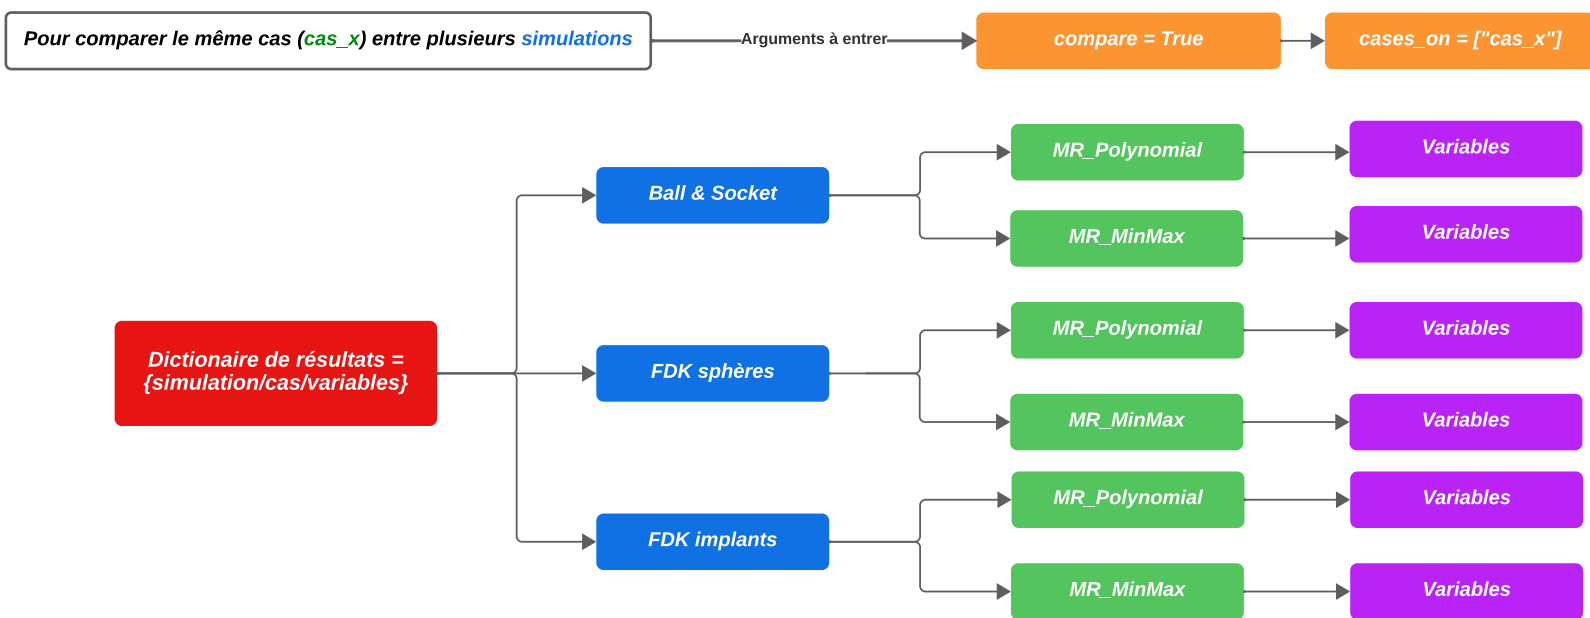 Pour comparer le même cas (cas_x) entre plusieurs simulations
Arguments à entrer
compare = True
cases_on = ["cas_x"]
MR_Polynomial
Variables
Ball & Socket
MR_MinMax
Variables
MR_Polynomial
Variables
Dictionaire de résultats =
{simulation/cas/variables}
FDK sphères
MR_MinMax
Variables
MR_Polynomial
Variables
FDK implants
MR_MinMax
Variables